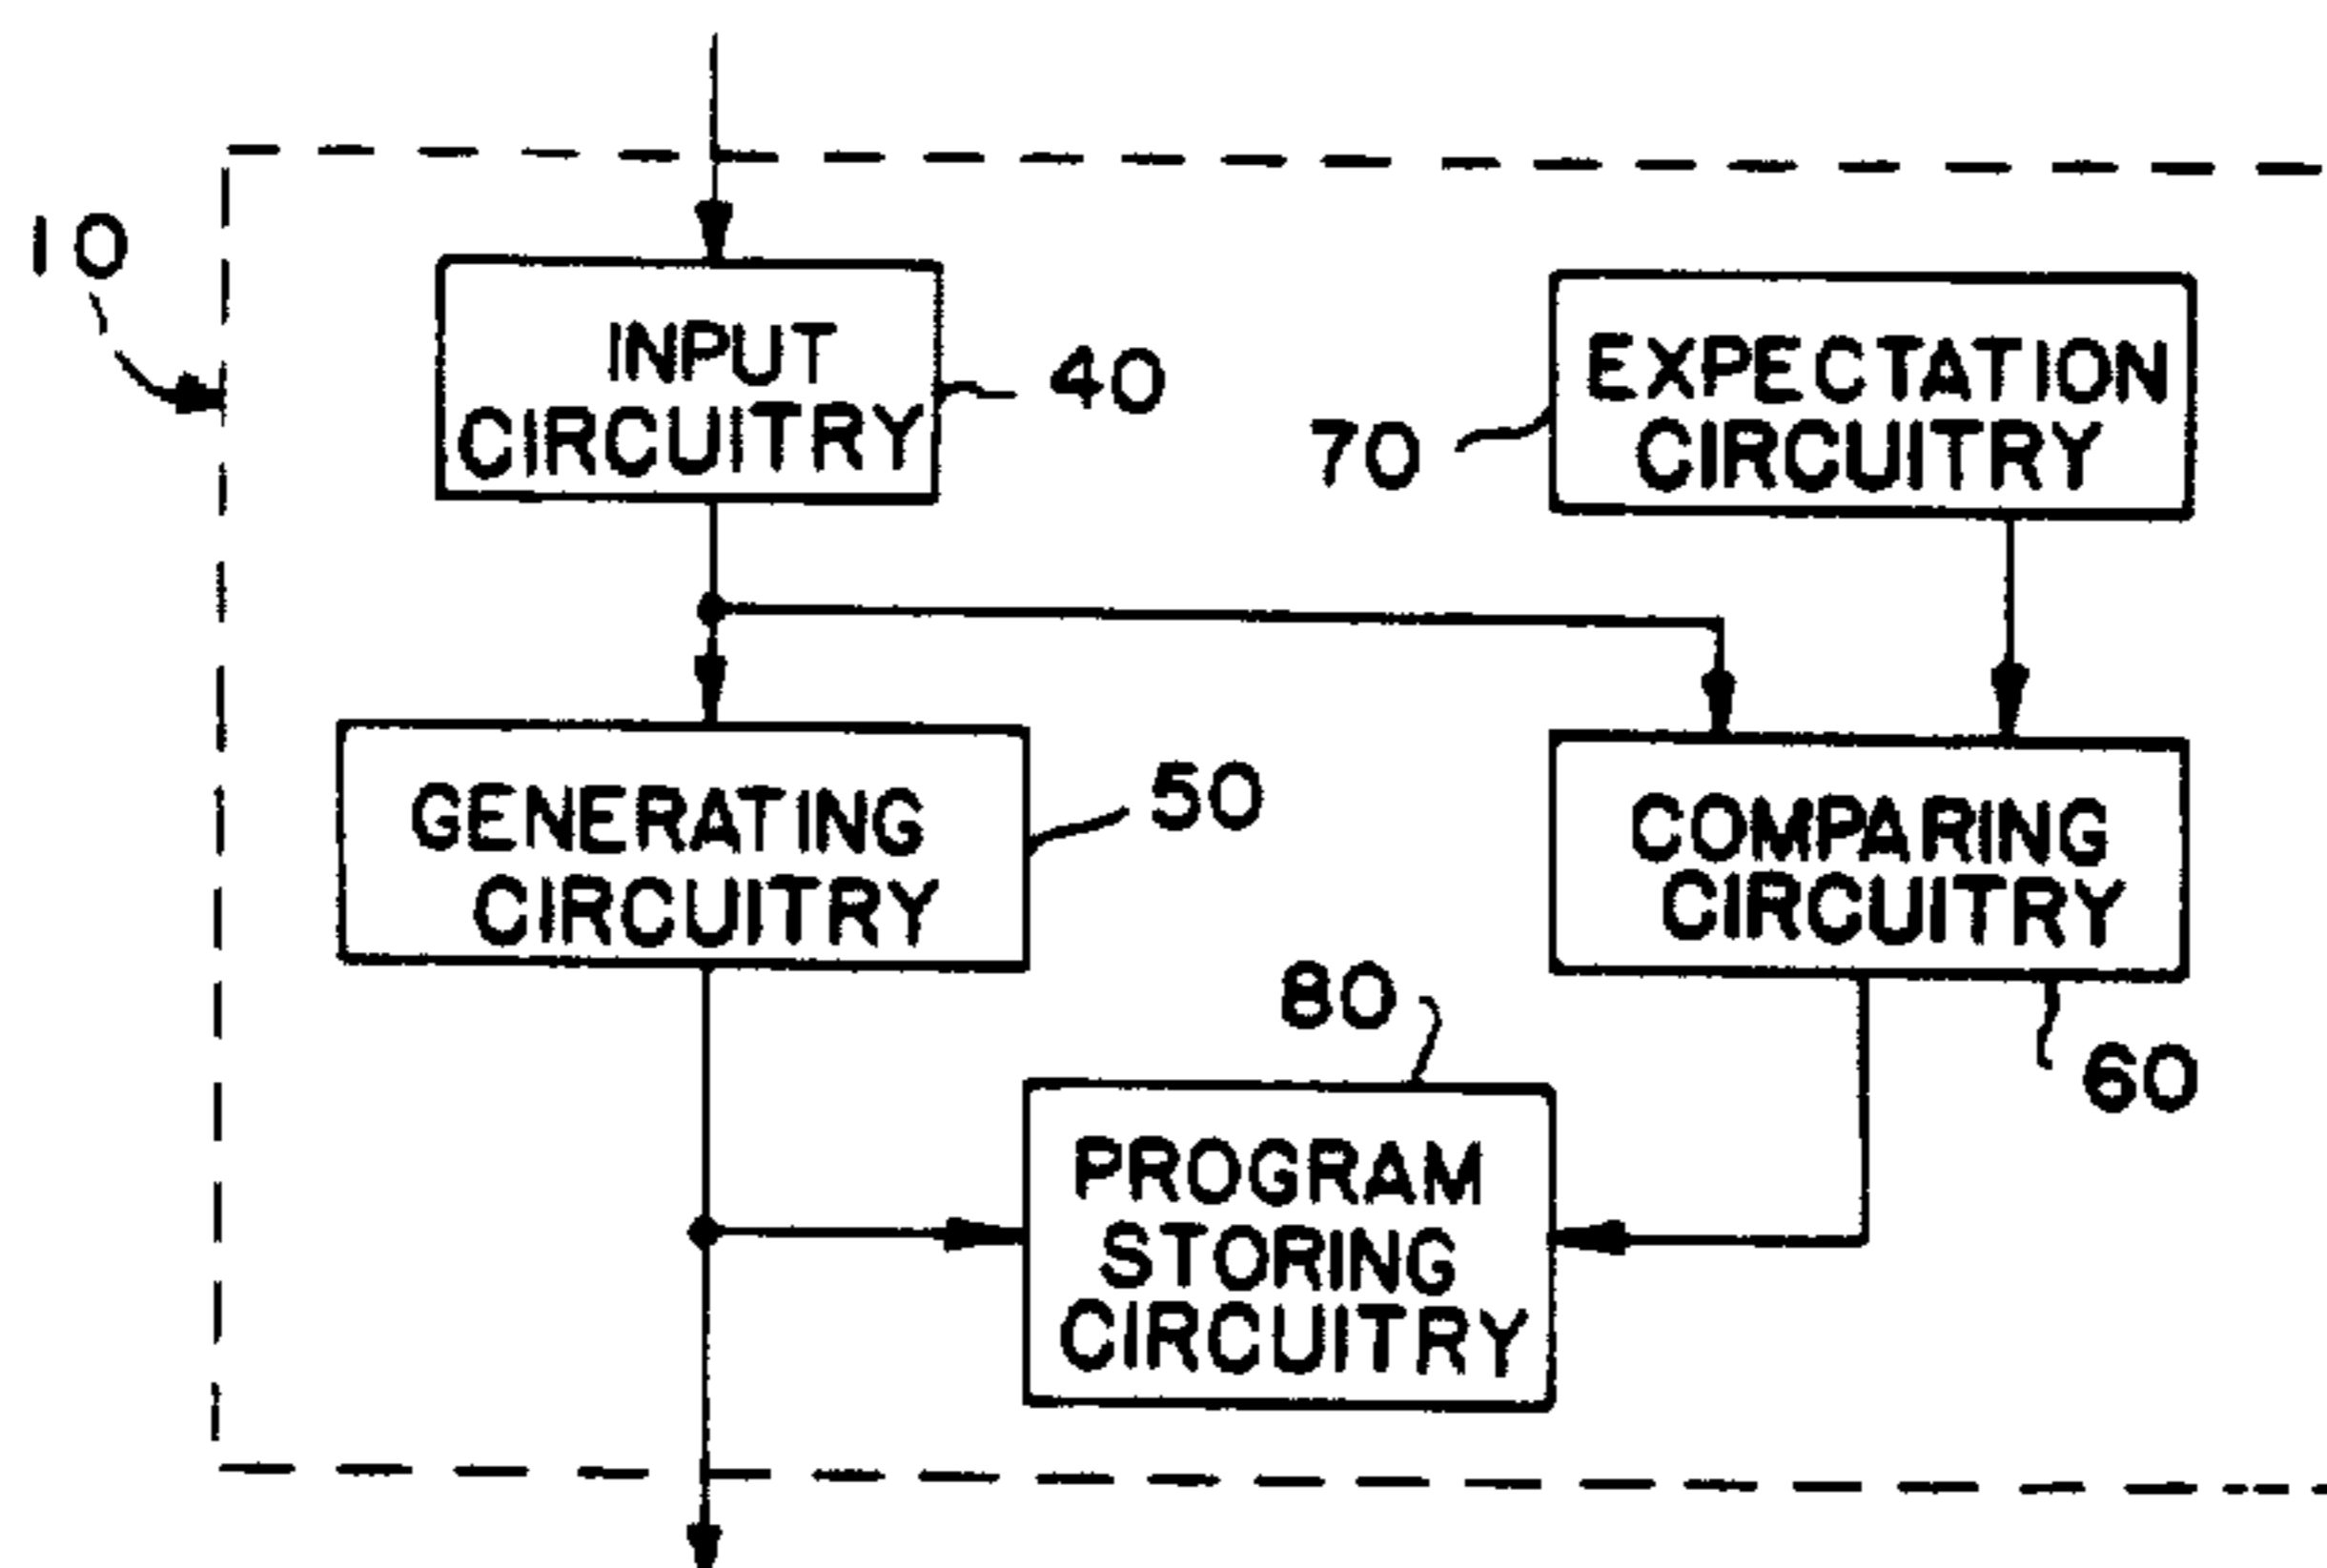 10
INPUT
CIRCUITRY
40
70
EXPECTATION
CIRCUITRY
GENERATING
CIRCUITRY
50
COMPARING
CIRCUITRY
60
80
PROGRAM
STORING
CIRCUITRY